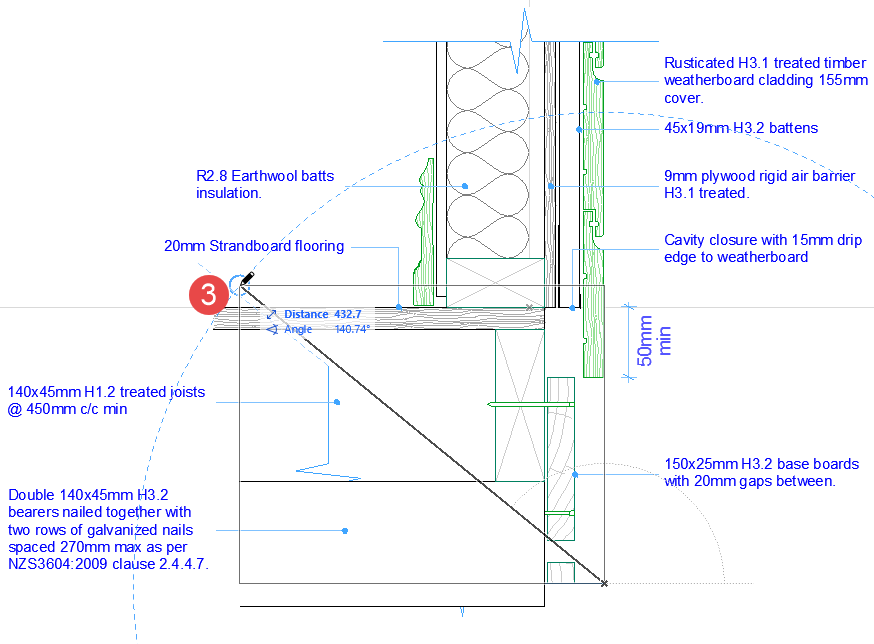 Rusticated H3.1 treated timber
weatherboard cladding 155mm
cover.
45x19mm H3.2 battens
R2.8 Earthwool batts
insulation.
9mm plywood rigid air barrier
H3.1 treated.
20mm Strandboard flooring
Cavity closure with 15mm drip
edge to weatherboard
3
Distance 432.7
Angle 140.74°
50mm
min
140x45mm H1.2 treated joists
@ 450mm c/c min
150x25mm H3.2 base boards
with 20mm gaps between.
Double 140x45mm H3.2
bearers nailed together with
two rows of galvanized nails
spaced 270mm max as per
NZS3604:2009 clause 2.4.4.7.